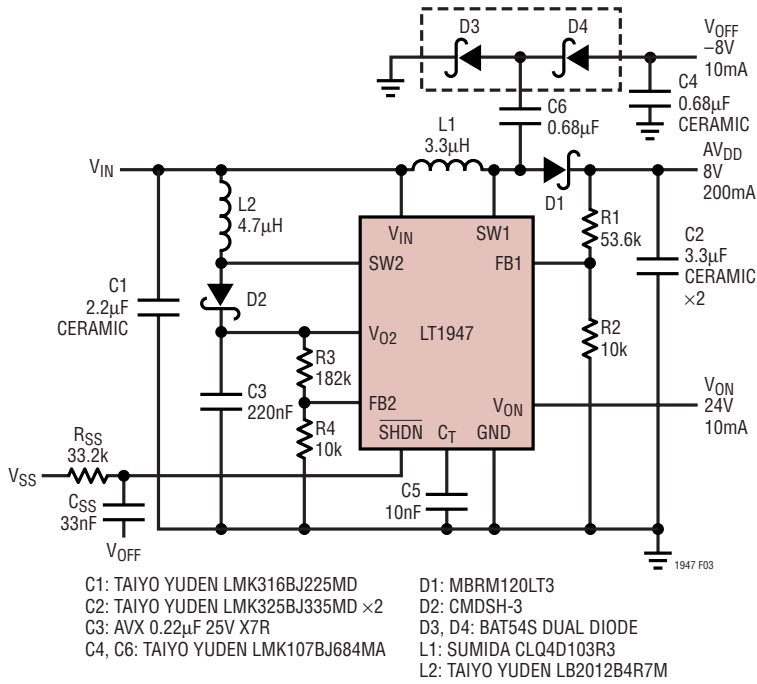 D3
D4
VOFF
–8V
10mA
C4
0.68µF
CERAMIC
C6
0.68µF
L1
3.3µH
AVDD
8V
200mA
VIN
D1
L2
4.7µH
VIN
SW1
R1
53.6k
SW2
FB1
C2
3.3µF
CERAMIC
×2
C1
2.2µF
CERAMIC
D2
VO2
LT1947
R2
10k
R3
182k
C3
220nF
FB2
VON
VON
24V
10mA
R4
10k
SHDN
CT
GND
RSS
33.2k
VSS
CSS
33nF
C5
10nF
VOFF
1947 F03
C1: TAIYO YUDEN LMK316BJ225MD
C2: TAIYO YUDEN LMK325BJ335MD ×2
C3: AVX 0.22µF 25V X7R
C4, C6: TAIYO YUDEN LMK107BJ684MA
D1: MBRM120LT3
D2: CMDSH-3
D3, D4: BAT54S DUAL DIODE
L1: SUMIDA CLQ4D103R3
L2: TAIYO YUDEN LB2012B4R7M